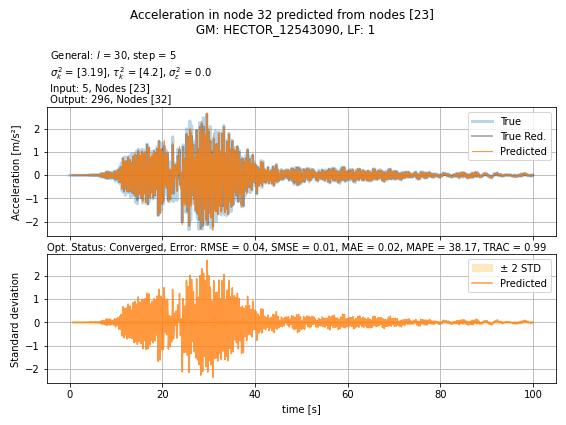 Acceleration in node 32 predicted from nodes [23]
GM: HECTOR_12543090, LF: 1
General: l = 30, step = 5
σ²ₖ = [3.19], τ²ₖ = [4.2], σ²ε = 0.0
Input: 5, Nodes [23]
Output: 296, Nodes [32]
Acceleration [m/s²]
2
1
0
−1
−2
True
True Red.
Predicted
Opt. Status: Converged, Error: RMSE = 0.04, SMSE = 0.01, MAE = 0.02, MAPE = 38.17, TRAC = 0.99
Standard deviation
2
1
0
−1
−2
± 2 STD
Predicted
0 20 40 60 80 100
time [s]